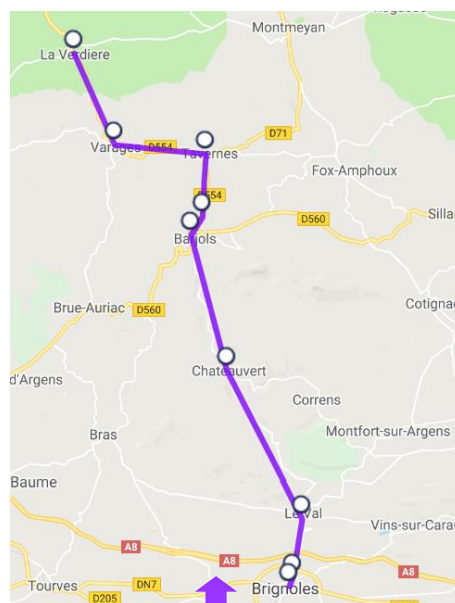 Montmeyan
La Verdiere
D71
Varages
D554
Tavernes
Fox-Amphoux
D554
D560
Sillan
Barjols
Cotignac
Brue-Auriac
D560
Chateauvert
d'Argens
Correns
Bras
Montfort-sur-Argens
Baume
Le Val
Vins-sur-Cara
A8
A8
A8
Tourves
DN7
Brignoles
D205